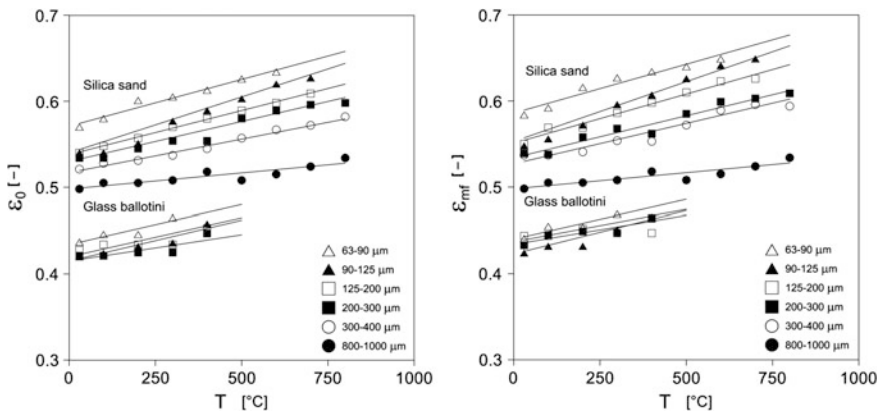 0.7
0.6
0.5
0.4
0.3
ε0 [–]
Silica sand
Glass ballotini
63-90 μm
90-125 μm
125-200 μm
200-300 μm
300-400 μm
800-1000 μm
0 250 500 750 1000
T [°C]
0.7
0.6
0.5
0.4
0.3
εmf [–]
Silica sand
Glass ballotini
63-90 μm
90-125 μm
125-200 μm
200-300 μm
300-400 μm
800-1000 μm
0 250 500 750 1000
T [°C]